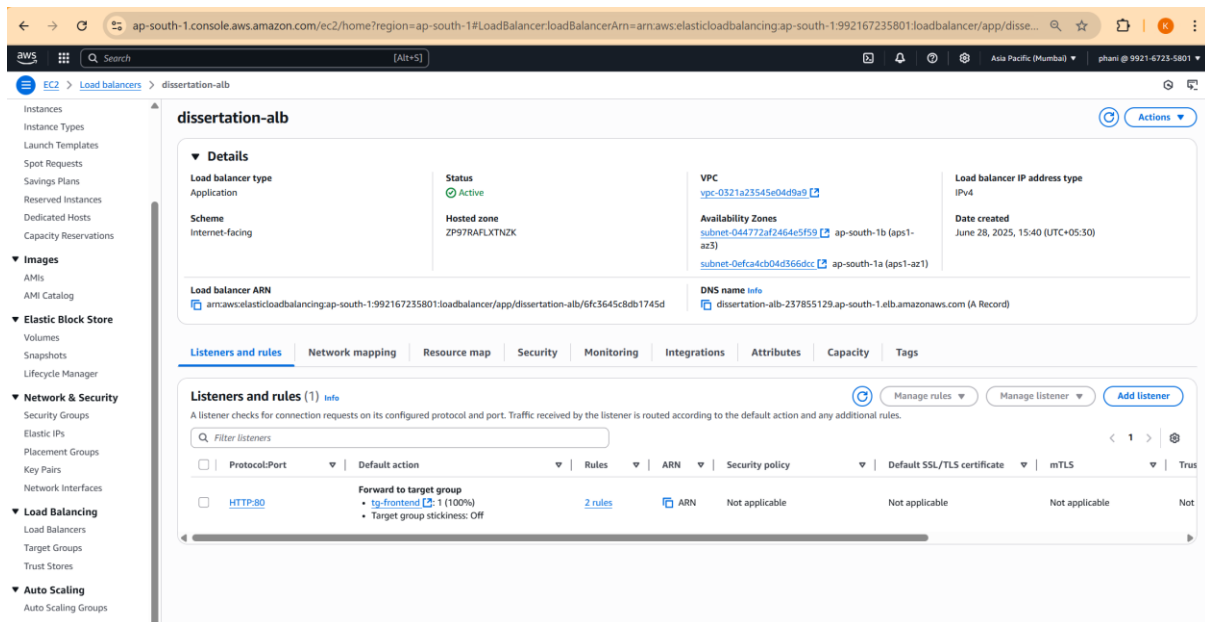 ap-south-1.console.aws.amazon.com/ec2/home?region=ap-south-1#LoadBalancer:loadBalancerArn=arn:aws:elasticloadbalancing:ap-south-1:992167235801:loadbalancer/app/disse...
K
aws
Search [Alt+S]
Asia Pacific (Mumbai)
phani @ 9921-6723-5801
EC2 > Load balancers > dissertation-alb
Instances
Instance Types
Launch Templates
Spot Requests
Savings Plans
Reserved Instances
Dedicated Hosts
Capacity Reservations
Images
AMIs
AMI Catalog
Elastic Block Store
Volumes
Snapshots
Lifecycle Manager
Network & Security
Security Groups
Elastic IPs
Placement Groups
Key Pairs
Network Interfaces
Load Balancing
Load Balancers
Target Groups
Trust Stores
Auto Scaling
Auto Scaling Groups
dissertation-alb
Actions
Details
Load balancer type
Application
Status
Active
VPC
vpc-0321a23545e04d9a9
Load balancer IP address type
IPv4
Scheme
Internet-facing
Hosted zone
ZP97RAFLXTNZK
Availability Zones
subnet-044772af2464e5f59 ap-south-1b (aps1-
az3)
subnet-0efca4cb04d366dcc ap-south-1a (aps1-az1)
Date created
June 28, 2025, 15:40 (UTC+05:30)
Load balancer ARN
arn:aws:elasticloadbalancing:ap-south-1:992167235801:loadbalancer/app/dissertation-alb/6fc3645c8db1745d
DNS name Info
dissertation-alb-237855129.ap-south-1.elb.amazonaws.com (A Record)
Listeners and rules Network mapping Resource map Security Monitoring Integrations Attributes Capacity Tags
Listeners and rules (1) Info
Manage rules Manage listener Add listener
A listener checks for connection requests on its configured protocol and port. Traffic received by the listener is routed according to the default action and any additional rules.
Filter listeners
1
Protocol:Port Default action Rules ARN Security policy Default SSL/TLS certificate mTLS Trus
Forward to target group
HTTP:80 • tg-frontend : 1 (100%) 2 rules ARN Not applicable Not applicable Not applicable Not
• Target group stickiness: Off